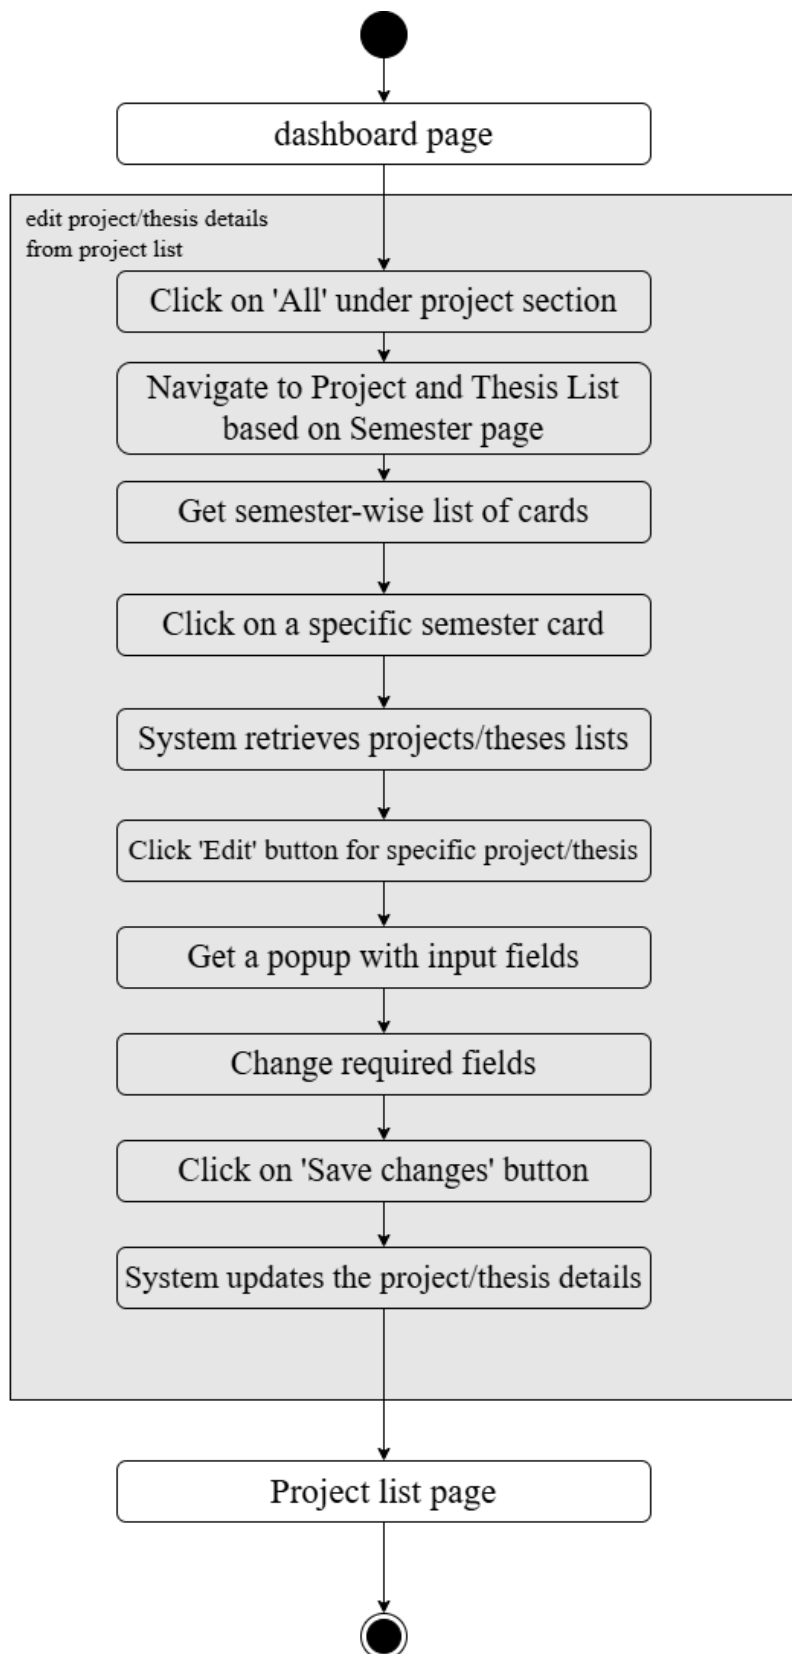 dashboard page
edit project/thesis details
from project list
Click on 'All' under project section
Navigate to Project and Thesis List
based on Semester page
Get semester-wise list of cards
Click on a specific semester card
System retrieves projects/theses lists
Click 'Edit' button for specific project/thesis
Get a popup with input fields
Change required fields
Click on 'Save changes' button
System updates the project/thesis details
Project list page